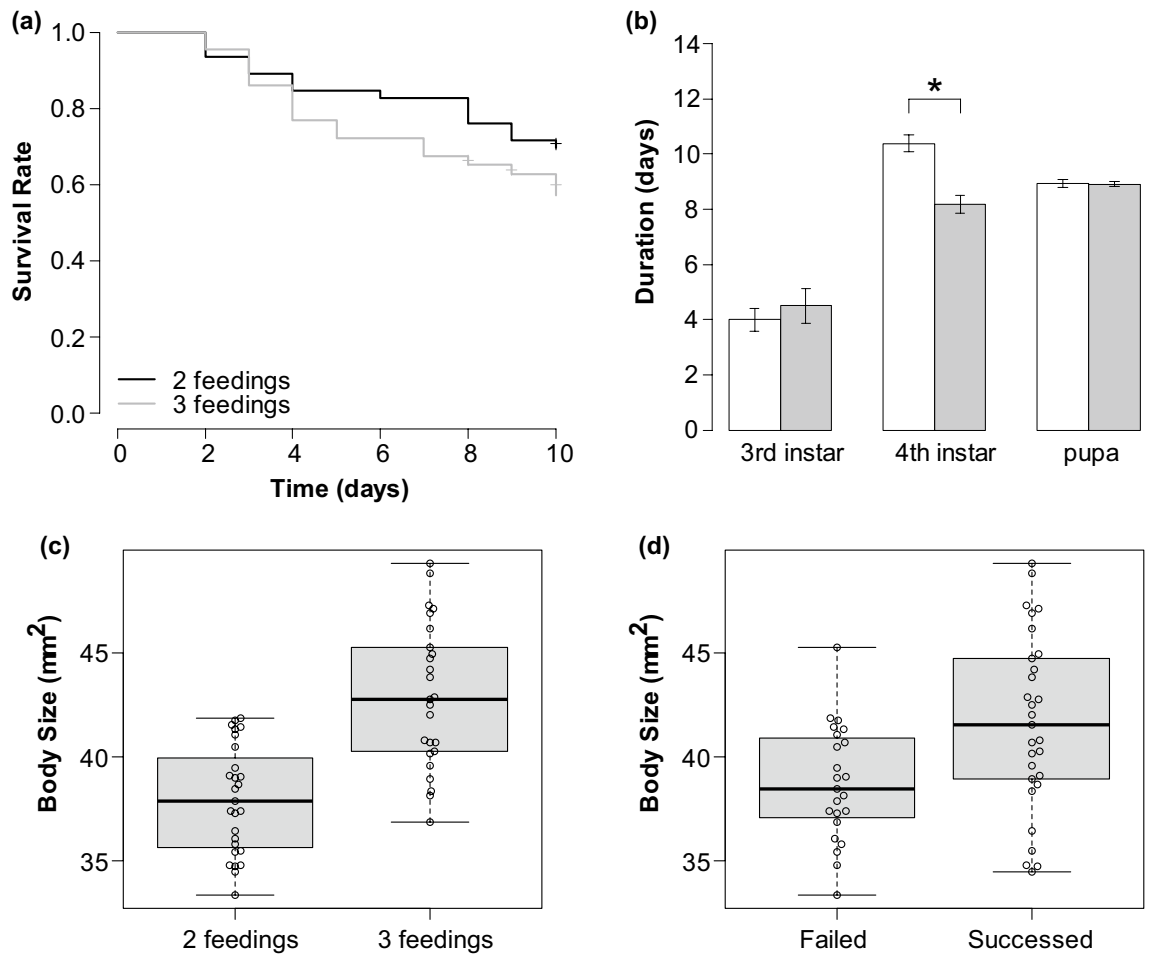 (a)
Survival Rate
1.0
0.8
0.6
0.4
0.2
0.0
2 feedings
3 feedings
0 2 4 6 8 10
Time (days)
(b)
Duration (days)
14
12
10
8
6
4
2
0
*
3rd instar 4th instar pupa
(c)
Body Size (mm²)
45
40
35
2 feedings 3 feedings
(d)
Body Size (mm²)
45
40
35
Failed Successed